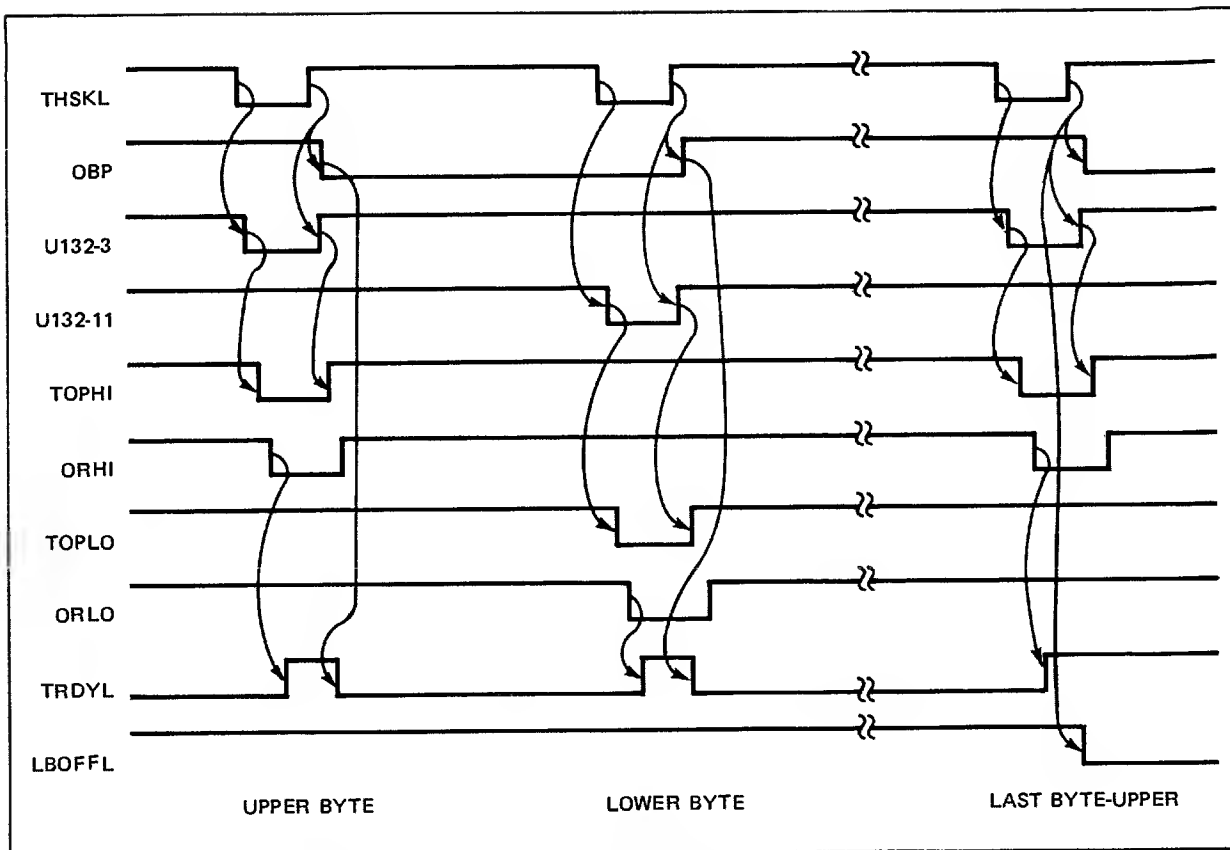 THSKL
OBP
U132-3
U132-11
TOPHI
ORHI
TOPLO
ORLO
TRDYL
LBOFFL
UPPER BYTE LOWER BYTE LAST BYTE-UPPER